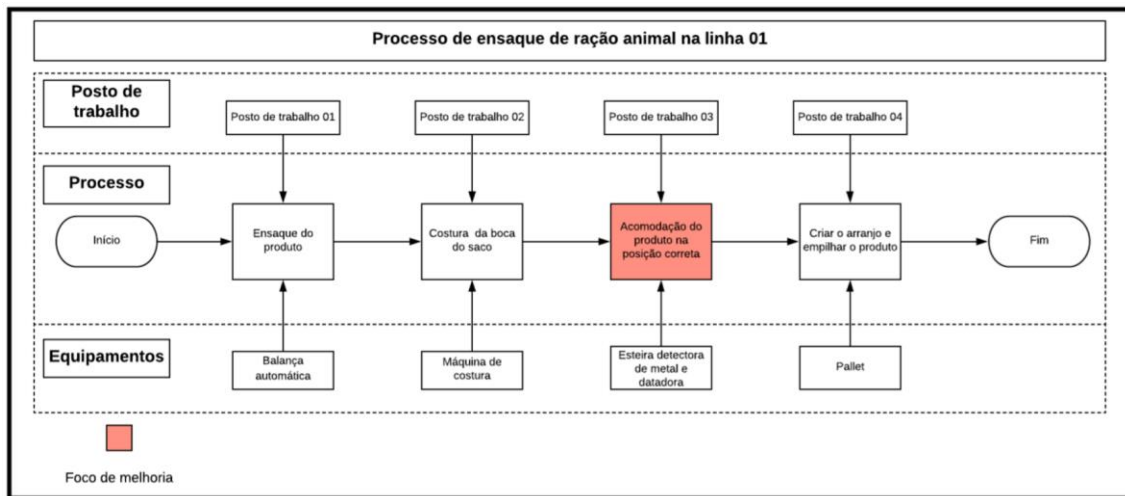 Processo de ensaque de ração animal na linha 01
Posto de
trabalho
Posto de trabalho 01
Posto de trabalho 02
Posto de trabalho 03
Posto de trabalho 04
Processo
Início
Ensaque do
produto
Costura da boca
do saco
Acomodação do
produto na
posição correta
Criar o arranjo e
empilhar o produto
Fim
Equipamentos
Balança
automática
Máquina de
costura
Esteira detectora
de metal e
datadora
Pallet
Foco de melhoria